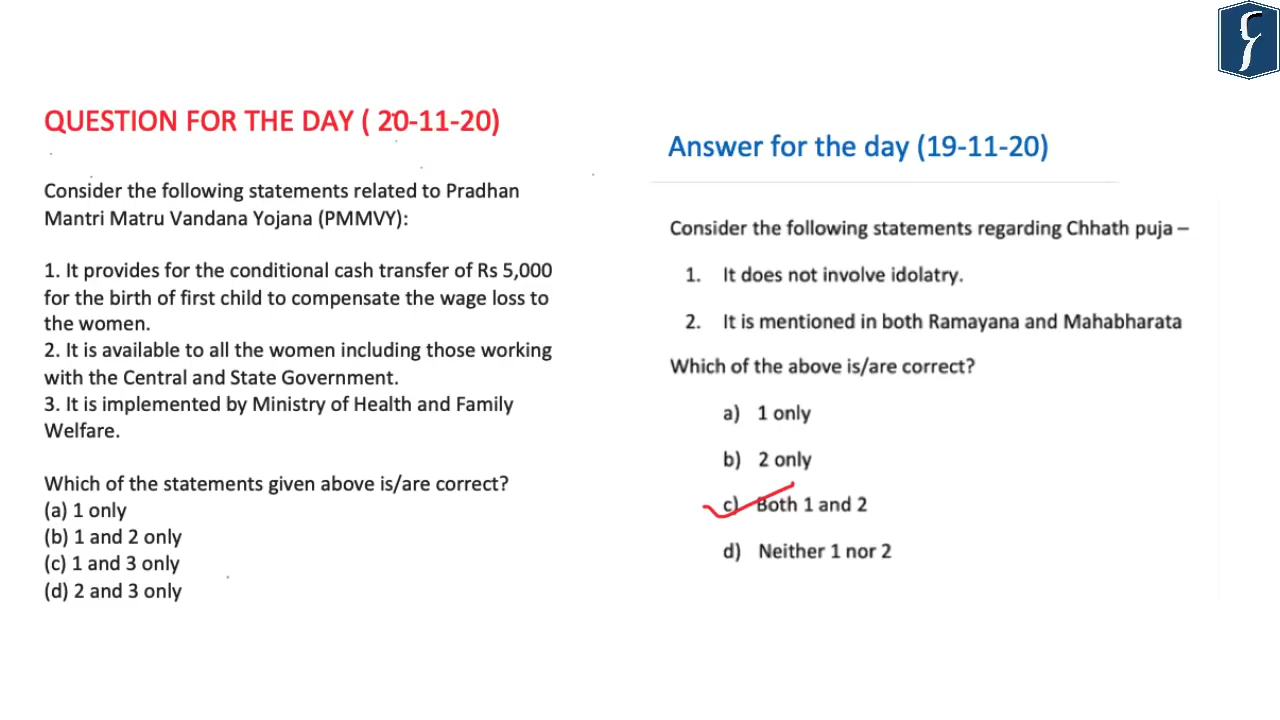 QUESTION FOR THE DAY ( 20-11-20)
Consider the following statements related to Pradhan
Mantri Matru Vandana Yojana (PMMVY):
1. It provides for the conditional cash transfer of Rs 5,000
for the birth of first child to compensate the wage loss to
the women.
2. It is available to all the women including those working
with the Central and State Government.
3. It is implemented by Ministry of Health and Family
Welfare.
Which of the statements given above is/are correct?
(a) 1 only
(b) 1 and 2 only
(c) 1 and 3 only
(d) 2 and 3 only
Answer for the day (19-11-20)
Consider the following statements regarding Chhath puja –
1. It does not involve idolatry.
2. It is mentioned in both Ramayana and Mahabharata
Which of the above is/are correct?
a) 1 only
b) 2 only
c) Both 1 and 2
d) Neither 1 nor 2